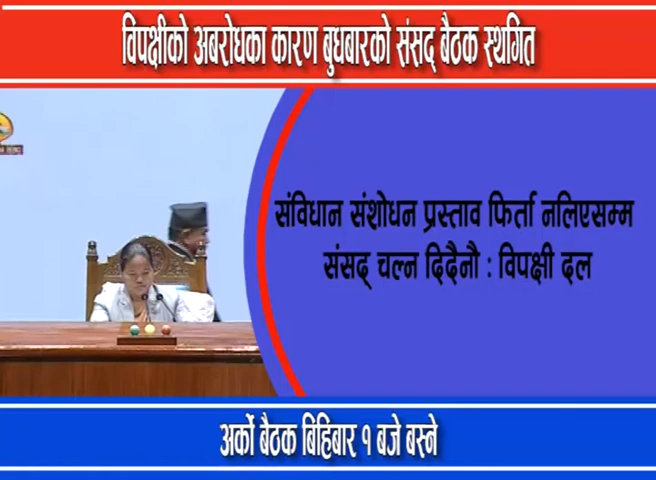 विपक्षीको अबरोधका कारण बुधबारको संसद् बैठक स्थगित
संविधान संशोधन प्रस्ताव फिर्ता नलिएसम्म
संसद् चल्न दिदैनौ : विपक्षी दल
अर्को बैठक बिहिबार १ बजे बस्ने